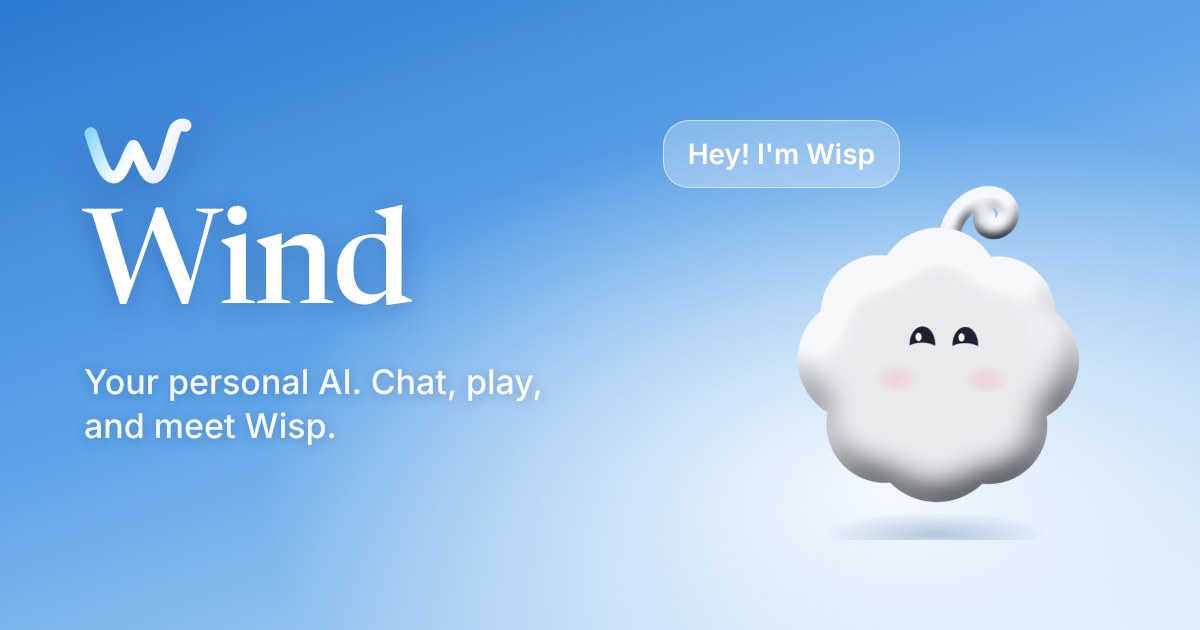 W
Wind
Your personal AI. Chat, play,
and meet Wisp.
Hey! I'm Wisp